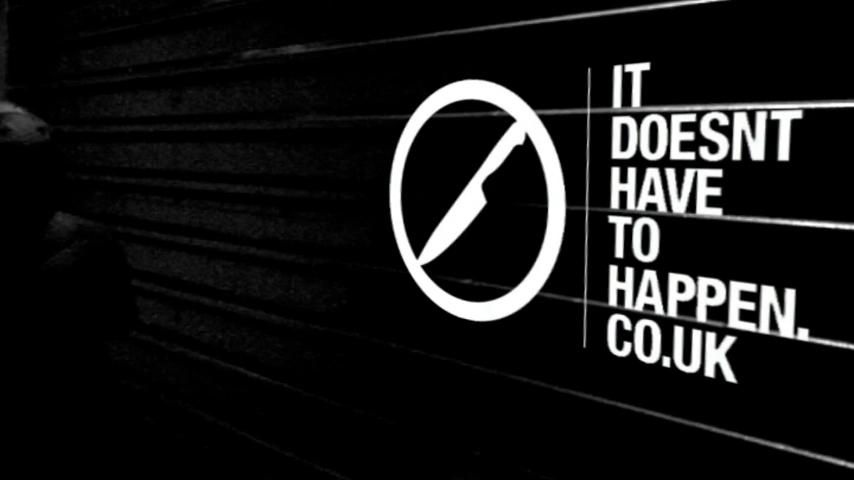 IT
DOESNT
HAVE
TO
HAPPEN.
CO.UK